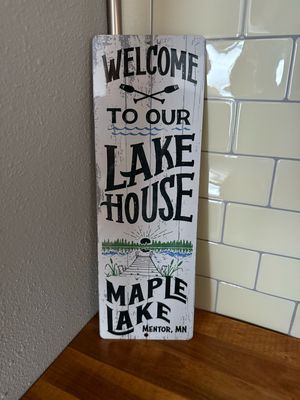 WELCOME
TO OUR
LAKE
HOUSE
MAPLE
LAKE
MENTOR, MN